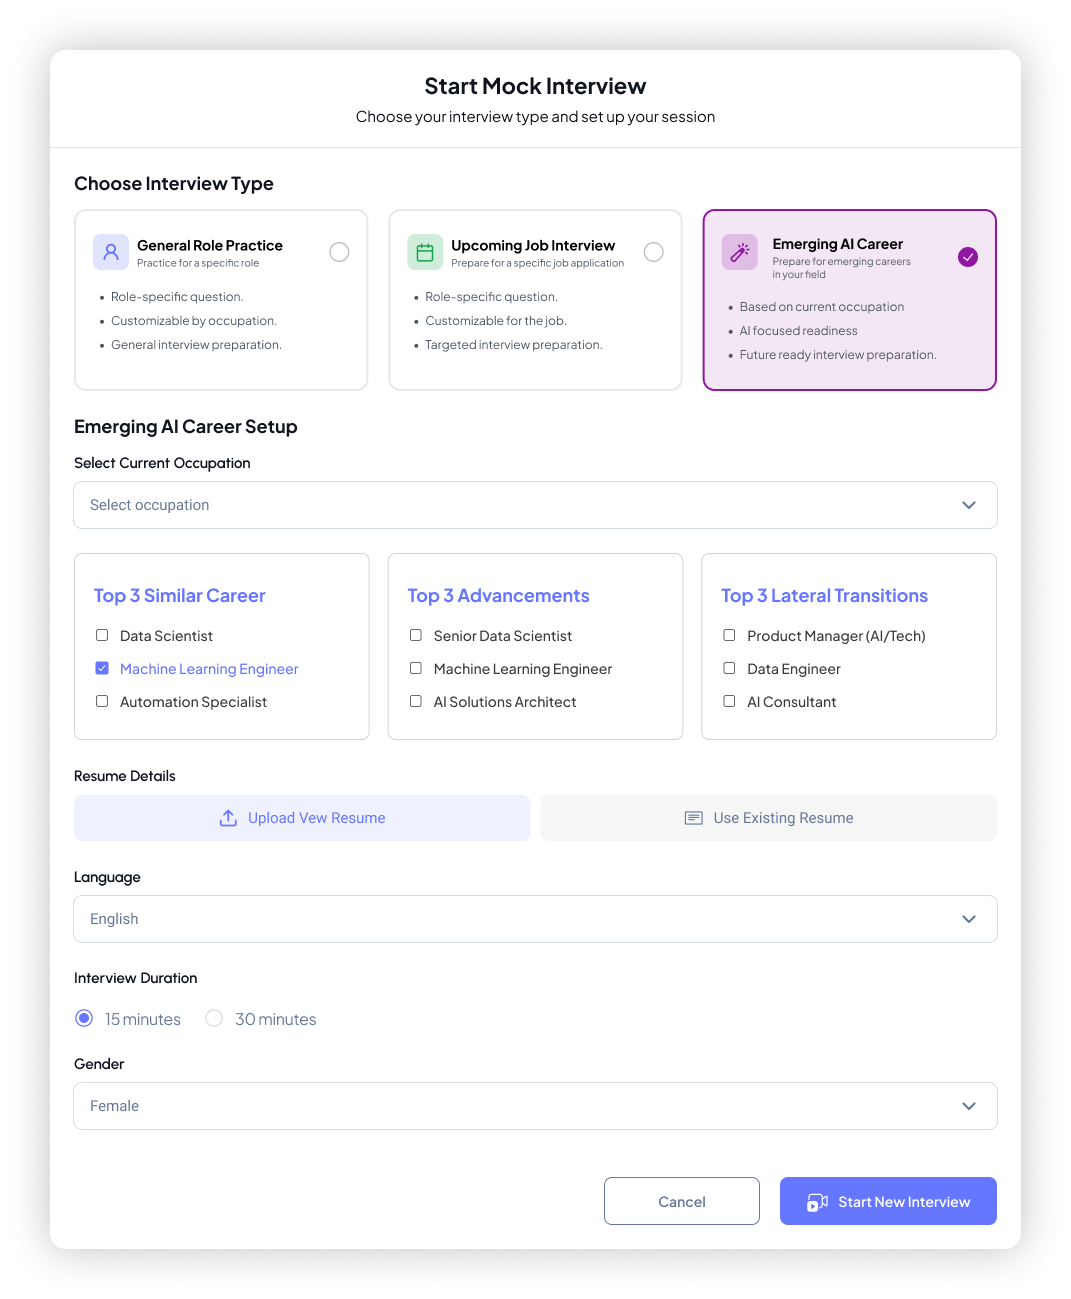 Start Mock Interview
Choose your interview type and set up your session
Choose Interview Type
General Role Practice
Practice for a specific role
• Role-specific question.
• Customizable by occupation.
• General interview preparation.
Upcoming Job Interview
Prepare for a specific job application
• Role-specific question.
• Customizable for the job.
• Targeted interview preparation.
Emerging AI Career
Prepare for emerging careers
in your field
• Based on current occupation
• AI focused readiness
• Future ready interview preparation.
Emerging AI Career Setup
Select Current Occupation
Select occupation
Top 3 Similar Career
Data Scientist
Machine Learning Engineer
Automation Specialist
Top 3 Advancements
Senior Data Scientist
Machine Learning Engineer
AI Solutions Architect
Top 3 Lateral Transitions
Product Manager (AI/Tech)
Data Engineer
AI Consultant
Resume Details
Upload Vew Resume
Use Existing Resume
Language
English
Interview Duration
15 minutes
30 minutes
Gender
Female
Cancel
Start New Interview